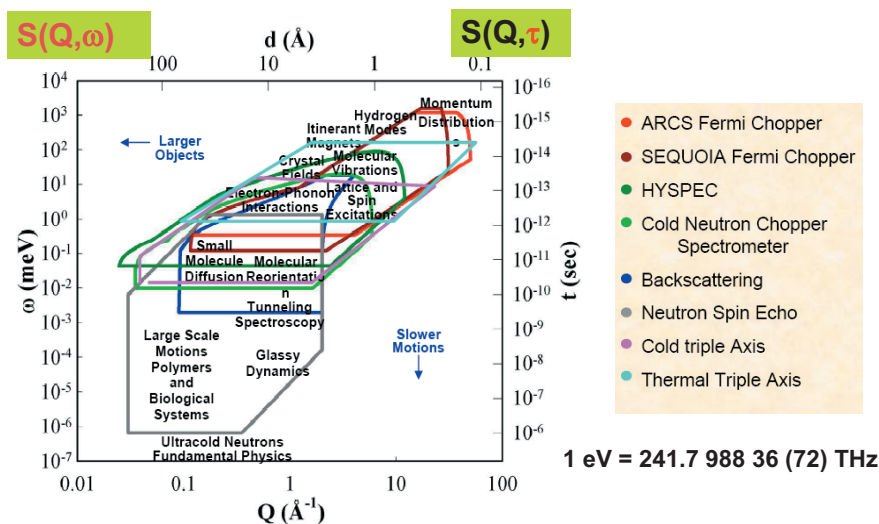 S(Q,ω)
S(Q,τ)
d (Å)
100
10
1
0.1
10⁴
10³
10²
10¹
10⁰
10⁻¹
10⁻²
10⁻³
10⁻⁴
10⁻⁵
10⁻⁶
10⁻⁷
ω (meV)
10⁻¹⁶
10⁻¹⁵
10⁻¹⁴
10⁻¹³
10⁻¹²
10⁻¹¹
10⁻¹⁰
10⁻⁹
10⁻⁸
10⁻⁷
10⁻⁶
t (sec)
0.01
0.1
1
10
100
Q (Å⁻¹)
Larger
Objects
Momentum
Distribution
Hydrogen
Modes
Itinerant
Magnets
Molecular
Vibrations
Crystal
Fields
Electron-Phonon
Interactions
Lattice and
Spin
Excitations
Small
Molecule
Diffusion
Molecular
Reorientatio
n
Tunneling
Spectroscopy
Large Scale
Motions
Polymers
and
Biological
Systems
Glassy
Dynamics
Slower
Motions
Ultracold Neutrons
Fundamental Physics
• ARCS Fermi Chopper
• SEQUOIA Fermi Chopper
• HYSPEC
• Cold Neutron Chopper
Spectrometer
• Backscattering
• Neutron Spin Echo
• Cold triple Axis
• Thermal Triple Axis
1 eV = 241.7 988 36 (72) THz